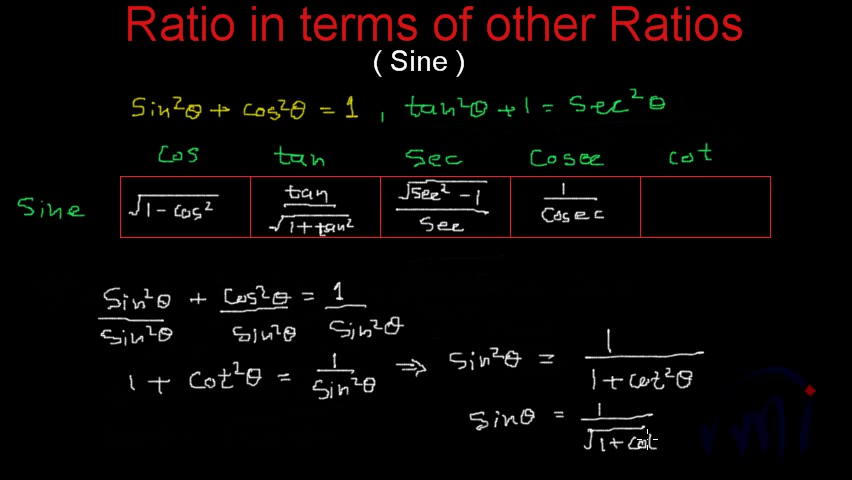 Ratio in terms of other Ratios
( Sine )
Sin²θ + cos²θ = 1 , tan²θ + 1 = Sec²θ
cos tan Sec Cosec cot
Sine √(1 - cos²) tan/√(1 + tan²) √(Sec² - 1)/Sec 1/Cosec
Sin²θ/Sin²θ + Cos²θ/Sin²θ = 1/Sin²θ
1 + Cot²θ = 1/Sin²θ ⇒ Sin²θ = 1/(1 + cot²θ)
Sinθ = 1/√(1 + cot
rmi